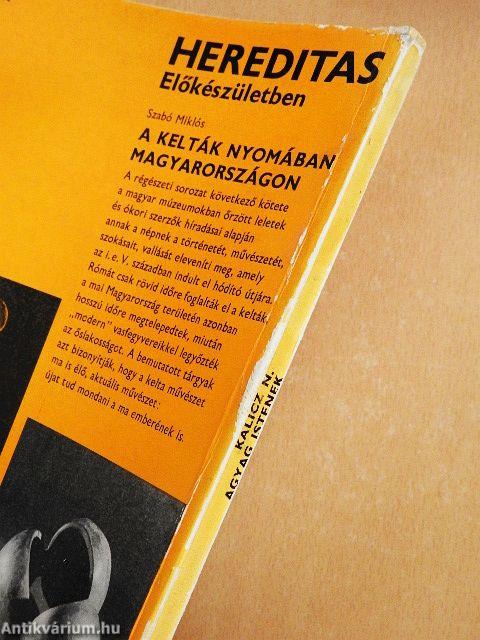 HEREDITAS
Előkészületben
Szabó Miklós
A KELTÁK NYOMÁBAN
MAGYARORSZÁGON
A régészeti sorozat következő kötete
a magyar múzeumokban őrzött leletek
és ókori szerzők híradásai alapján
annak a népnek a történetét, művészetét,
szokásait, vallását eleveníti meg, amely
az i. e. V. században indult el hódító útjára.
Rómát csak rövid időre foglalták el a kelták,
a mai Magyarország területén azonban
hosszú időre megtelepedtek, miután
„modern” vasfegyvereikkel legyőzték
az őslakosságot. A bemutatott tárgyak
azt bizonyítják, hogy a kelta művészet
ma is élő, aktuális művészet:
újat tud mondani a ma emberének is.
KALICZ N.
AGYAG ISTENEK
Antikvárium.hu